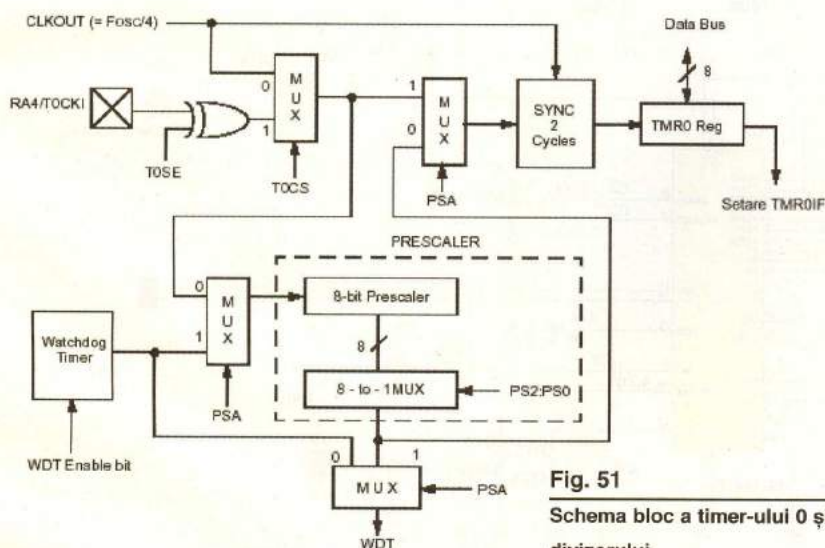 CLKOUT (= Fosc/4)
Data Bus
8
RA4/T0CKI
0
1
M
U
X
1
0
M
U
X
SYNC
2
Cycles
TMR0 Reg
T0SE
T0CS
PSA
Setare TMR0IF
PRESCALER
0
1
M
U
X
8-bit Prescaler
Watchdog
Timer
8
8 - to - 1MUX
PS2:PS0
PSA
WDT Enable bit
0
1
MUX
PSA
WDT
Fig. 51
Schema bloc a timer-ului 0 ș